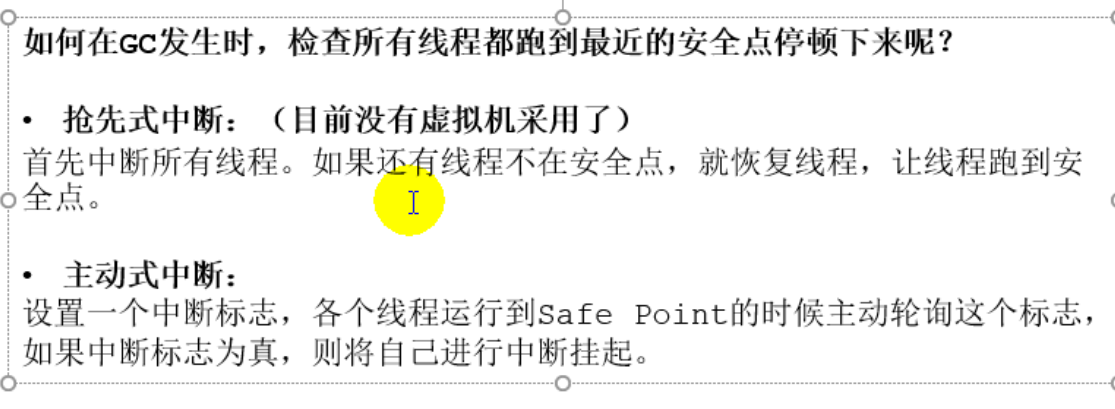 如何在GC发生时，检查所有线程都跑到最近的安全点停顿下来呢？
• 抢先式中断：（目前没有虚拟机采用了）
首先中断所有线程。如果还有线程不在安全点，就恢复线程，让线程跑到安
全点。
• 主动式中断：
设置一个中断标志，各个线程运行到Safe Point的时候主动轮询这个标志，
如果中断标志为真，则将自己进行中断挂起。